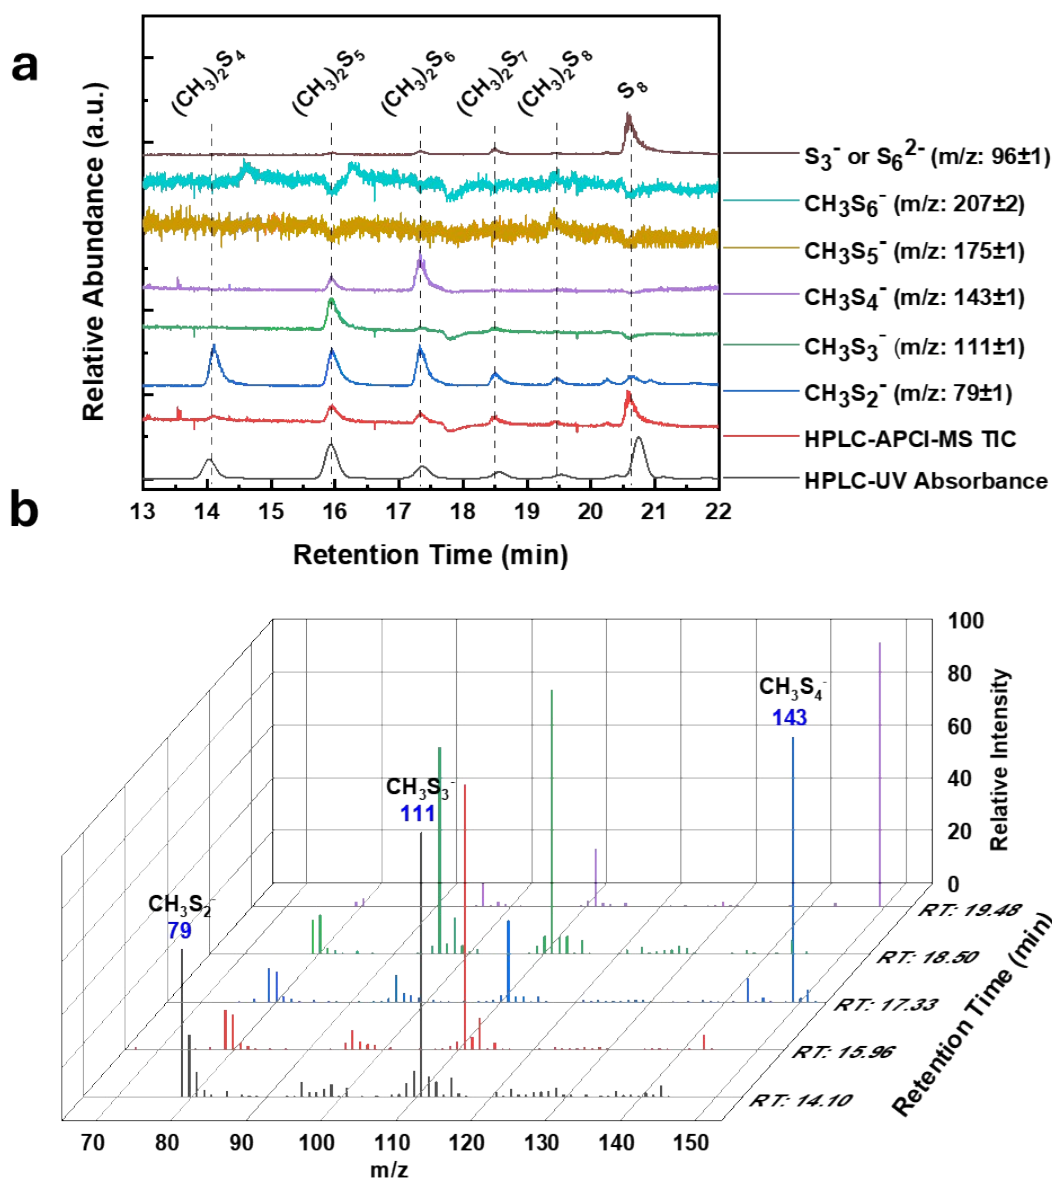 a
(CH₃)₂S₄
(CH₃)₂S₅
(CH₃)₂S₆
(CH₃)₂S₇
(CH₃)₂S₈
S₈
Relative Abundance (a.u.)
S₃⁻ or S₆²⁻ (m/z: 96±1)
CH₃S₆⁻ (m/z: 207±2)
CH₃S₅⁻ (m/z: 175±1)
CH₃S₄⁻ (m/z: 143±1)
CH₃S₃⁻ (m/z: 111±1)
CH₃S₂⁻ (m/z: 79±1)
HPLC-APCI-MS TIC
HPLC-UV Absorbance
13 14 15 16 17 18 19 20 21 22
Retention Time (min)
b
100
80
60
40
20
0
Relative Intensity
CH₃S₄⁻
143
CH₃S₃⁻
111
CH₃S₂⁻
79
RT: 19.48
RT: 18.50
RT: 17.33
RT: 15.96
RT: 14.10
Retention Time (min)
70 80 90 100 110 120 130 140 150
m/z